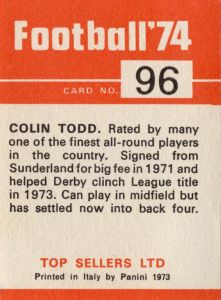 Football'74
CARD NO. 96
COLIN TODD. Rated by many
one of the finest all-round players
in the country. Signed from
Sunderland for big fee in 1971 and
helped Derby clinch League title
in 1973. Can play in midfield but
has settled now into back four.
TOP SELLERS LTD
Printed in Italy by Panini 1973